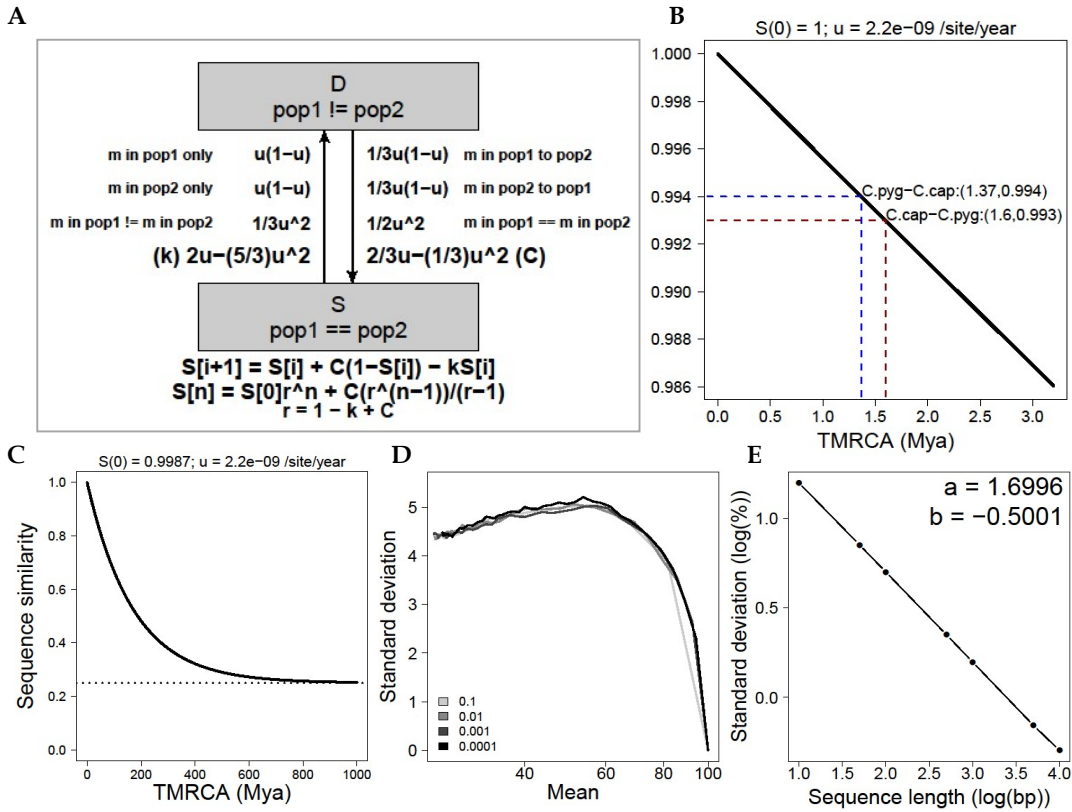 A
D
pop1 != pop2
m in pop1 only u(1−u) 1/3u(1−u) m in pop1 to pop2
m in pop2 only u(1−u) 1/3u(1−u) m in pop2 to pop1
m in pop1 != m in pop2 1/3u^2 1/2u^2 m in pop1 == m in pop2
(k) 2u−(5/3)u^2 2/3u−(1/3)u^2 (C)
S
pop1 == pop2
S[i+1] = S[i] + C(1−S[i]) − kS[i]
S[n] = S[0]r^n + C(r^(n−1))/(r−1)
r = 1 − k + C
B
S(0) = 1; u = 2.2e−09 /site/year
1.000
0.998
0.996
0.994
0.992
0.990
0.988
0.986
C.pyg−C.cap:(1.37,0.994)
C.cap−C.pyg:(1.6,0.993)
0.0 0.5 1.0 1.5 2.0 2.5 3.0
TMRCA (Mya)
C
S(0) = 0.9987; u = 2.2e−09 /site/year
Sequence similarity
1.0
0.8
0.6
0.4
0.2
0.0
0 200 400 600 800 1000
TMRCA (Mya)
D
Standard deviation
5
4
3
2
1
0
0.1
0.01
0.001
0.0001
40 60 80 100
Mean
E
a = 1.6996
b = −0.5001
Standard deviation (log(%))
1.0
0.5
0.0
1.0 1.5 2.0 2.5 3.0 3.5 4.0
Sequence length (log(bp))